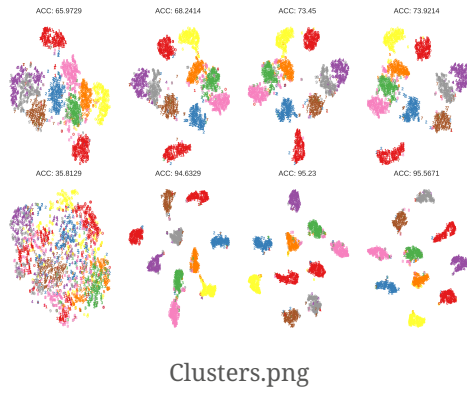 ACC: 65.9729
ACC: 68.2414
ACC: 73.45
ACC: 73.9214
ACC: 35.8129
ACC: 94.6329
ACC: 95.23
ACC: 95.5671
Clusters.png